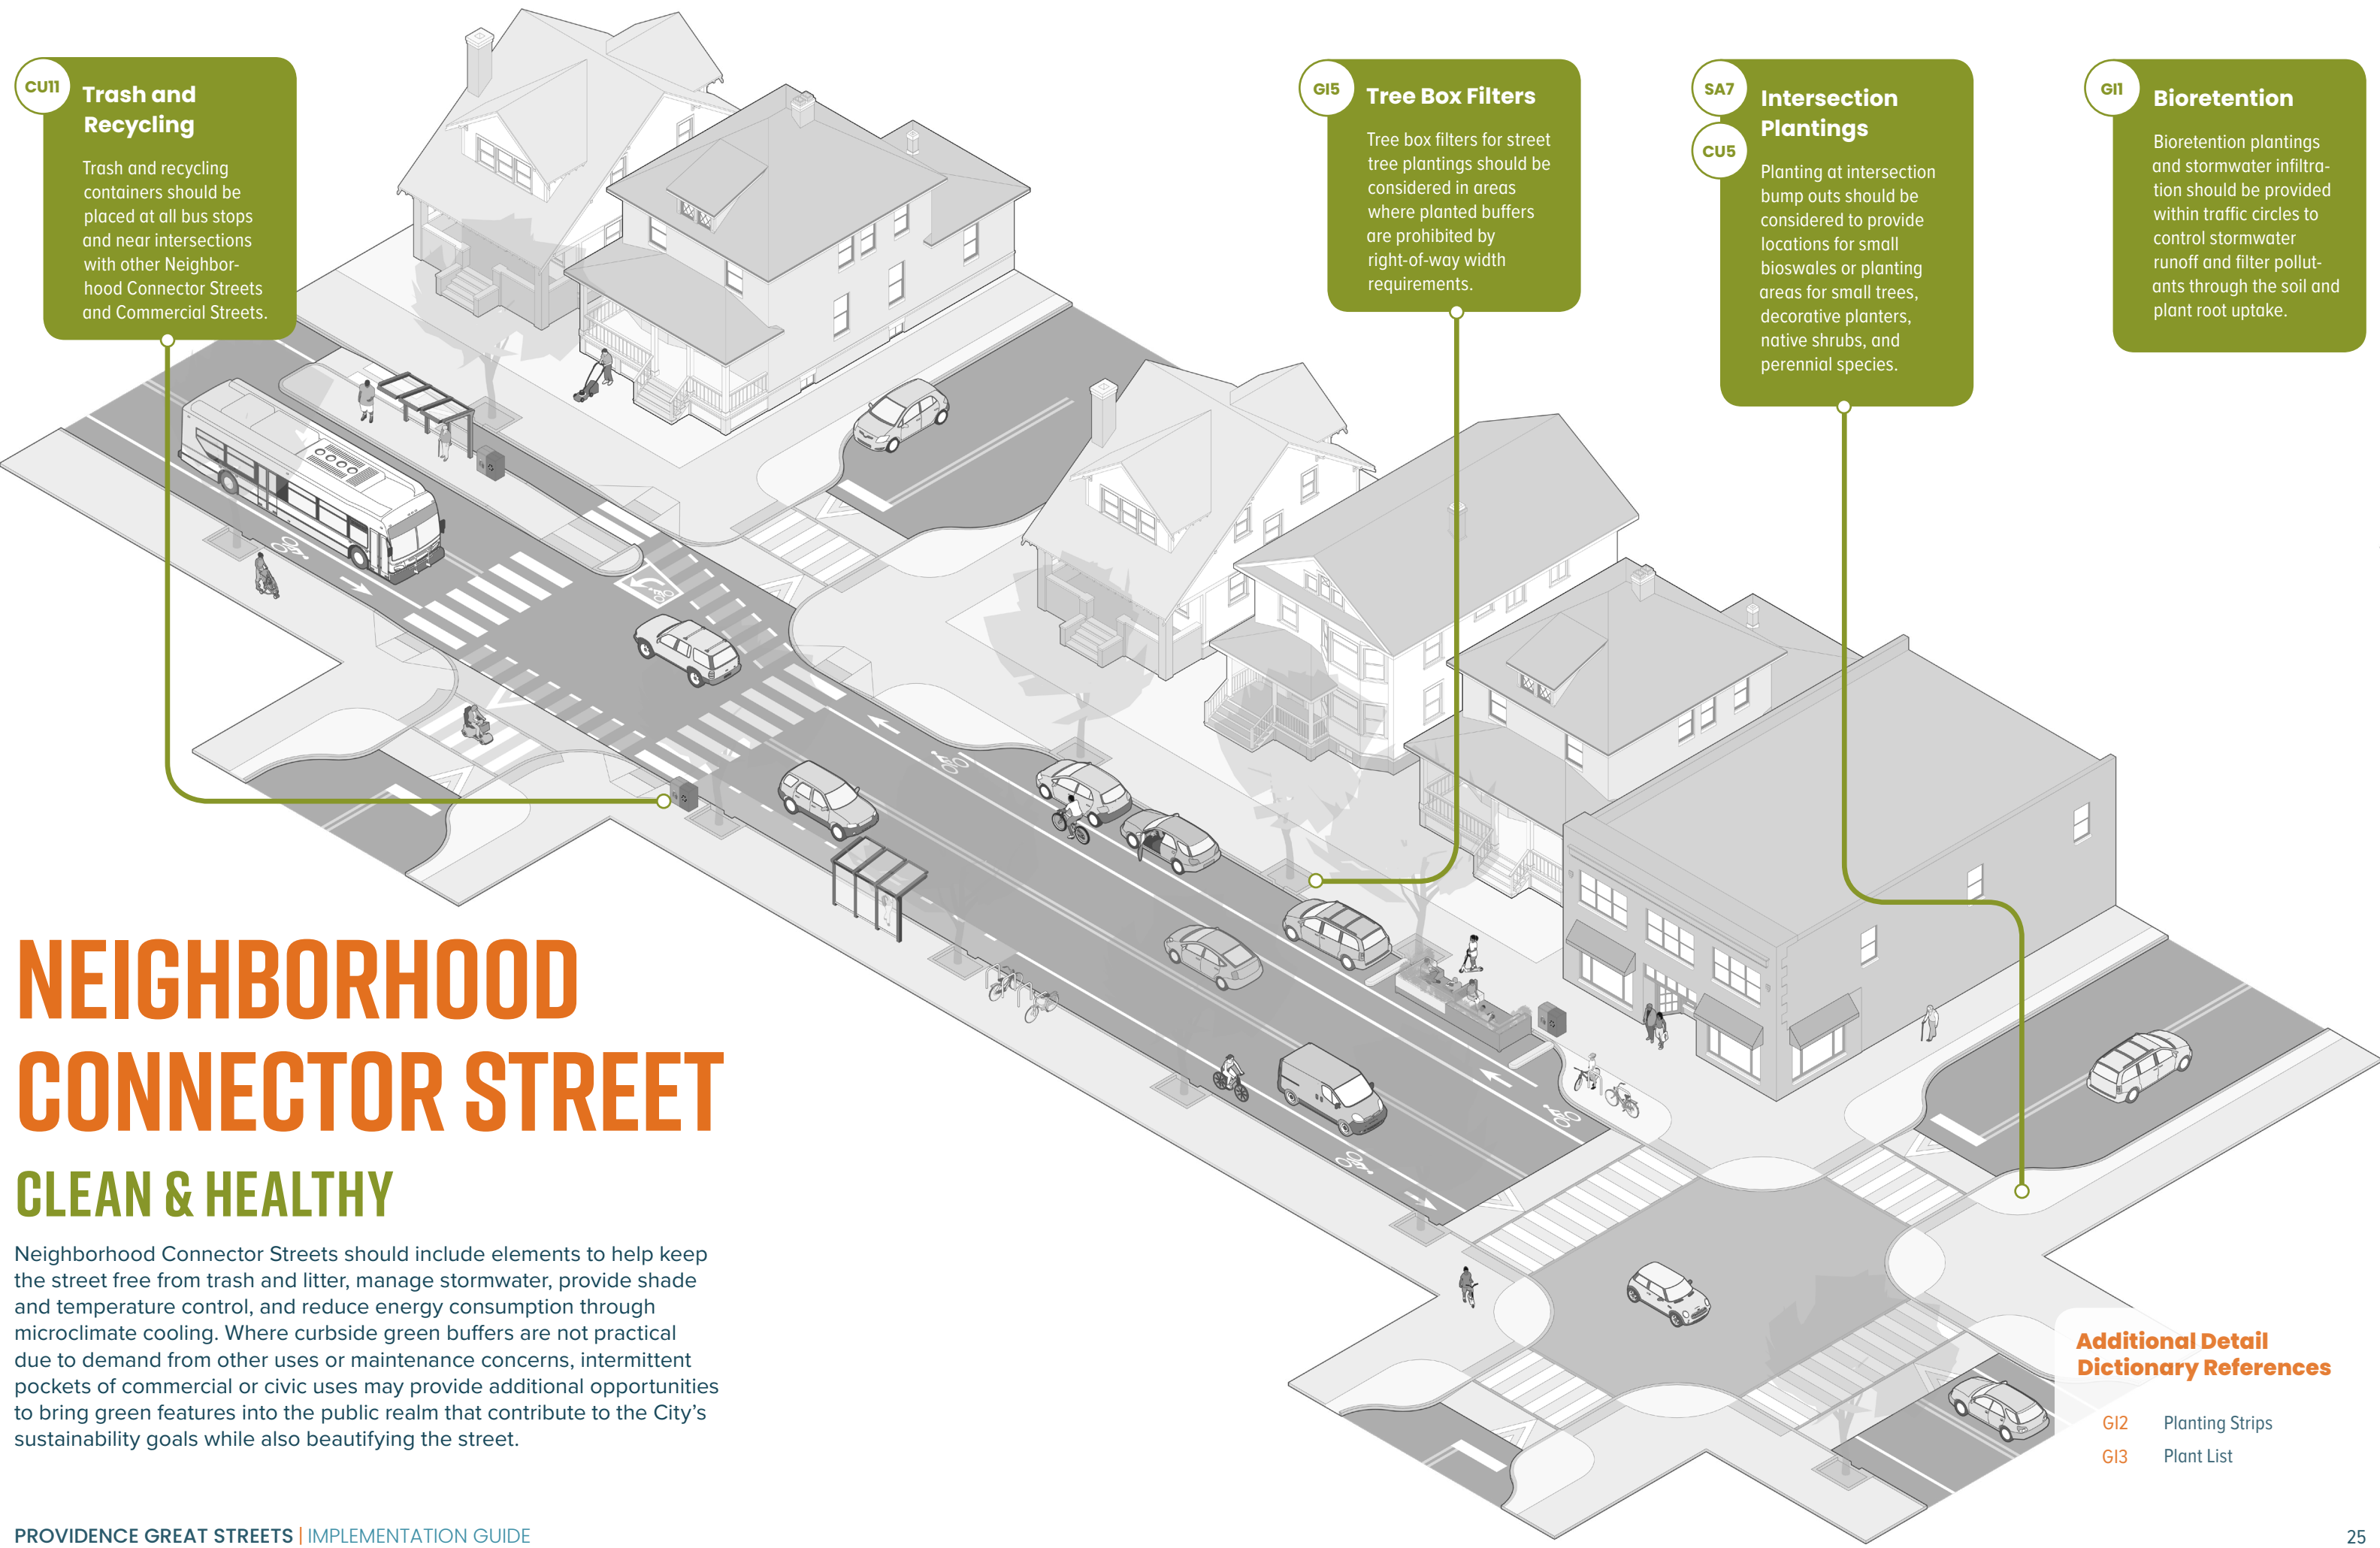 CU11
Trash and
Recycling
Trash and recycling
containers should be
placed at all bus stops
and near intersections
with other Neighbor-
hood Connector Streets
and Commercial Streets.
GI5
Tree Box Filters
Tree box filters for street
tree plantings should be
considered in areas
where planted buffers
are prohibited by
right-of-way width
requirements.
SA7
CU5
Intersection
Plantings
Planting at intersection
bump outs should be
considered to provide
locations for small
bioswales or planting
areas for small trees,
decorative planters,
native shrubs, and
perennial species.
GI1
Bioretention
Bioretention plantings
and stormwater infiltra-
tion should be provided
within traffic circles to
control stormwater
runoff and filter pollut-
ants through the soil and
plant root uptake.
NEIGHBORHOOD
CONNECTOR STREET
CLEAN & HEALTHY
Neighborhood Connector Streets should include elements to help keep
the street free from trash and litter, manage stormwater, provide shade
and temperature control, and reduce energy consumption through
microclimate cooling. Where curbside green buffers are not practical
due to demand from other uses or maintenance concerns, intermittent
pockets of commercial or civic uses may provide additional opportunities
to bring green features into the public realm that contribute to the City’s
sustainability goals while also beautifying the street.
Additional Detail
Dictionary References
GI2 Planting Strips
GI3 Plant List
PROVIDENCE GREAT STREETS | IMPLEMENTATION GUIDE
25